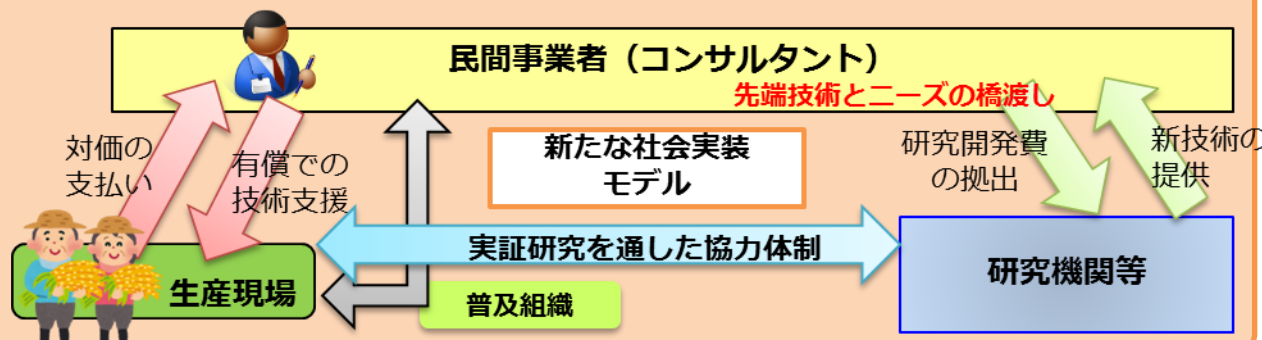 民間事業者（コンサルタント）
先端技術とニーズの橋渡し
対価の
支払い
有償での
技術支援
新たな社会実装
モデル
研究開発費
の拠出
新技術の
提供
実証研究を通した協力体制
生産現場
普及組織
研究機関等